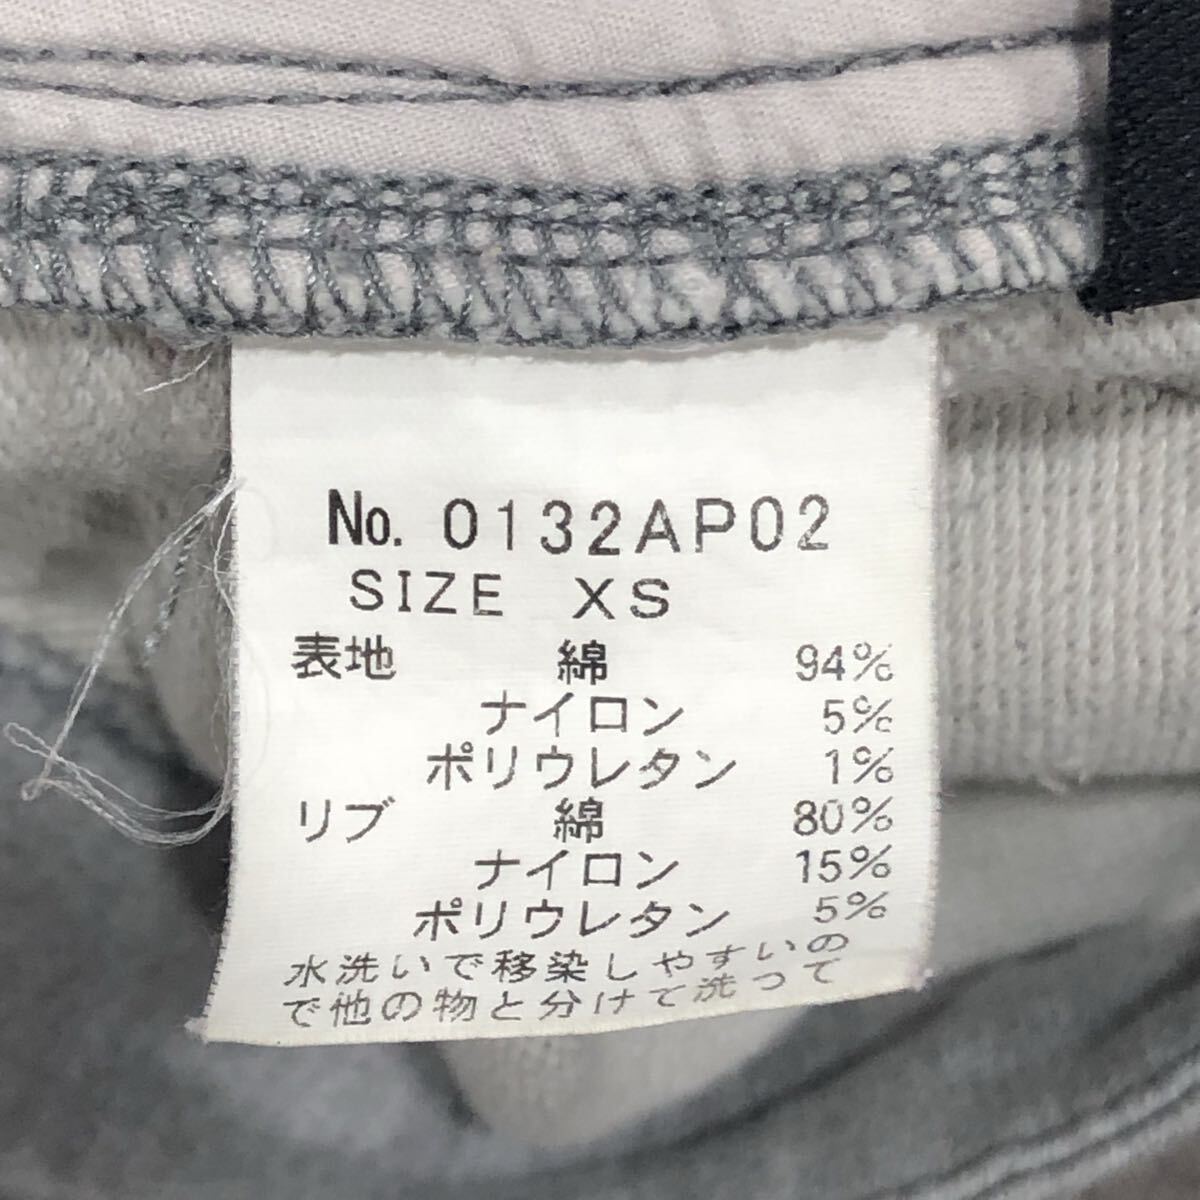 No. 0132AP02
SIZE XS
表地 綿 94%
ナイロン 5%
ポリウレタン 1%
リブ 綿 80%
ナイロン 15%
ポリウレタン 5%
水洗いで移染しやすいの
で他の物と分けて洗って